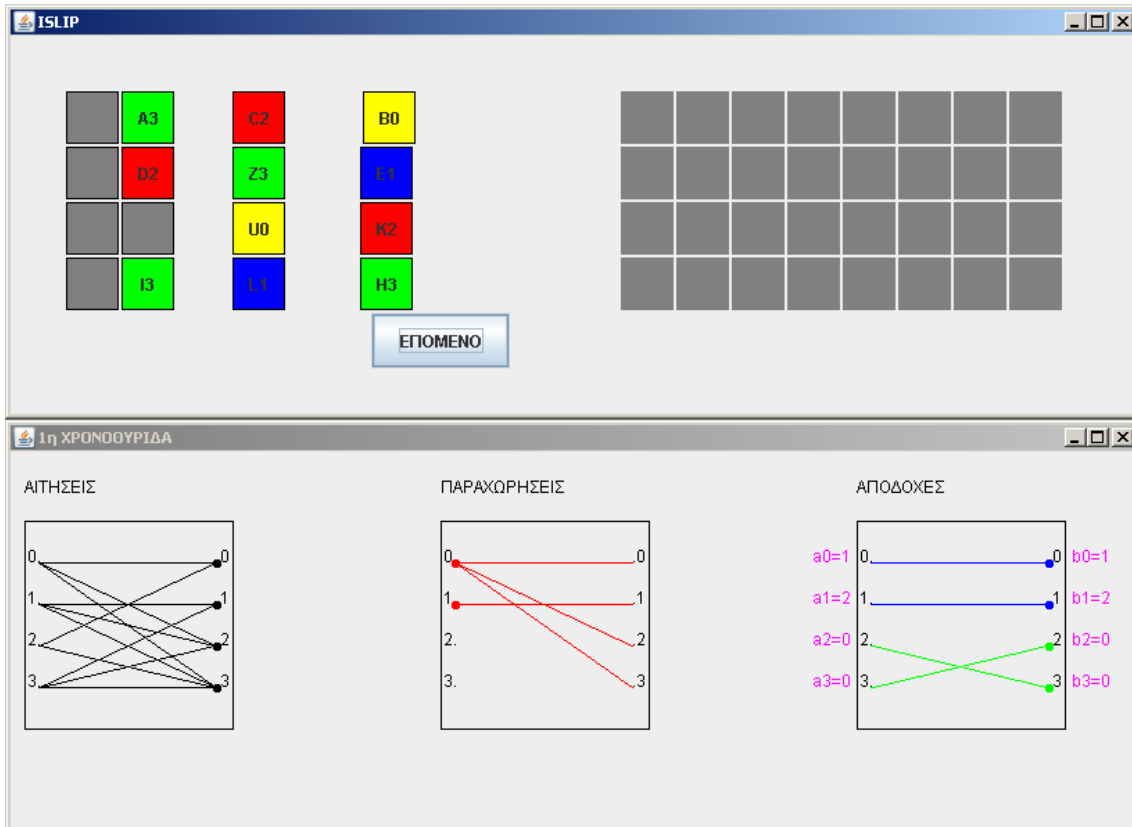 ISLIP
A3 C2 B0
D2 Z3 E1
U0 K2
I3 L1 H3
ΕΠΟΜΕΝΟ
1η ΧΡΟΝΟΘΥΡΙΔΑ
ΑΙΤΗΣΕΙΣ ΠΑΡΑΧΩΡΗΣΕΙΣ ΑΠΟΔΟΧΕΣ
0. 0 0. .0 a0=1 0. 0 b0=1
1. 1 1. .1 a1=2 1. 1 b1=2
2. 2 2. .2 a2=0 2. 2 b2=0
3. 3 3. .3 a3=0 3. 3 b3=0